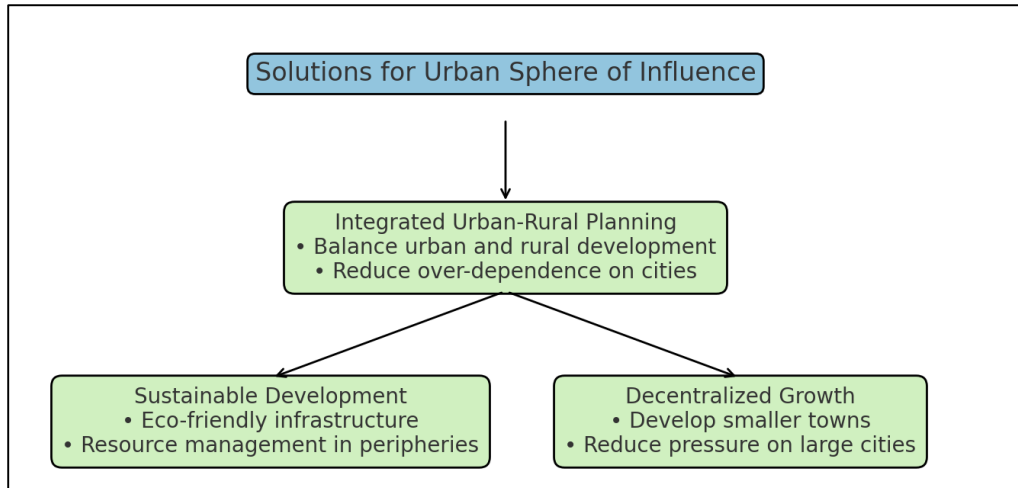 Solutions for Urban Sphere of Influence
Integrated Urban-Rural Planning
• Balance urban and rural development
• Reduce over-dependence on cities
Sustainable Development
• Eco-friendly infrastructure
• Resource management in peripheries
Decentralized Growth
• Develop smaller towns
• Reduce pressure on large cities